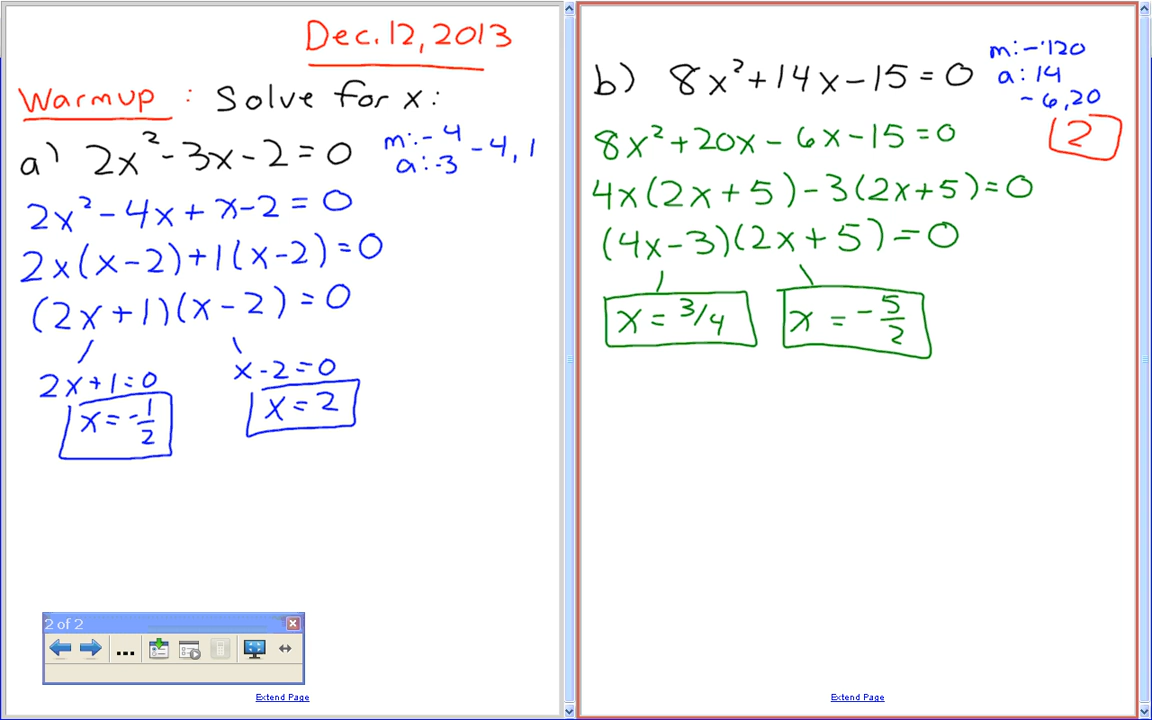 Dec. 12, 2013
Warmup : Solve for x:
a) 2x² - 3x - 2 = 0
m: -4
a: -3
-4, 1
2x² - 4x + x - 2 = 0
2x(x - 2) + 1(x - 2) = 0
(2x + 1)(x - 2) = 0
2x + 1 = 0
x = -1/2
x - 2 = 0
x = 2
2 of 2
...
Extend Page
b) 8x² + 14x - 15 = 0
m: -120
a: 14
-6, 20
2
8x² + 20x - 6x - 15 = 0
4x(2x + 5) - 3(2x + 5) = 0
(4x - 3)(2x + 5) = 0
x = 3/4
x = -5/2
Extend Page